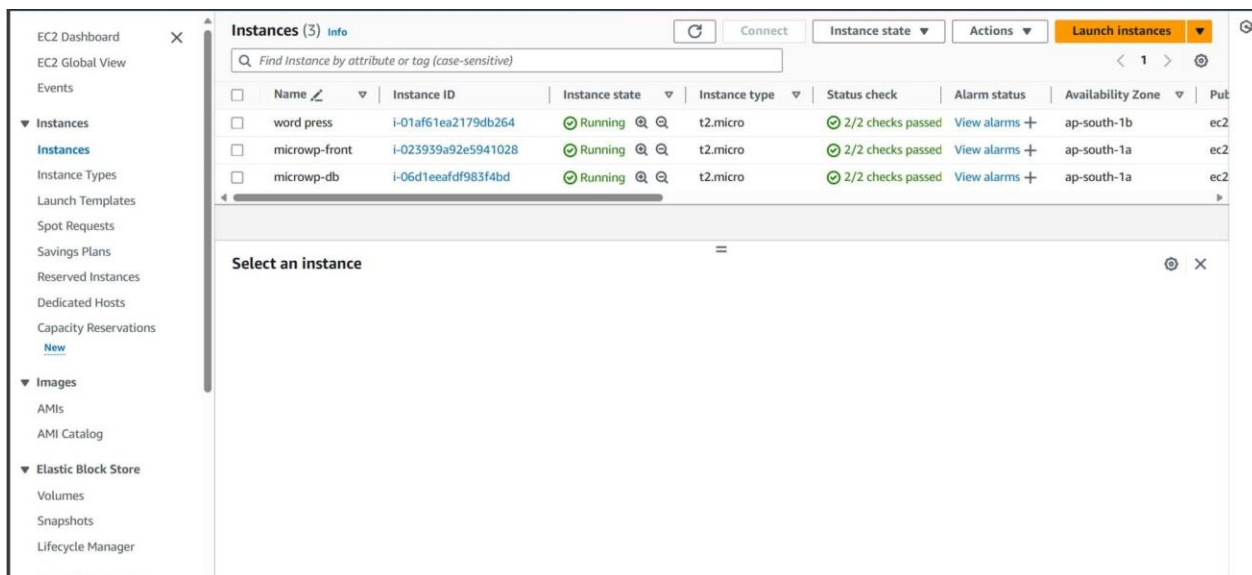 EC2 Dashboard
EC2 Global View
Events
Instances
Instances
Instance Types
Launch Templates
Spot Requests
Savings Plans
Reserved Instances
Dedicated Hosts
Capacity Reservations
New
Images
AMIs
AMI Catalog
Elastic Block Store
Volumes
Snapshots
Lifecycle Manager
Instances (3) Info Connect Instance state Actions Launch instances
Find Instance by attribute or tag (case-sensitive) 1
Name Instance ID Instance state Instance type Status check Alarm status Availability Zone Pub
word press i-01af61ea2179db264 Running t2.micro 2/2 checks passed View alarms + ap-south-1b ec2
microwp-front i-023939a92e5941028 Running t2.micro 2/2 checks passed View alarms + ap-south-1a ec2
microwp-db i-06d1eeafdf983f4bd Running t2.micro 2/2 checks passed View alarms + ap-south-1a ec2
Select an instance